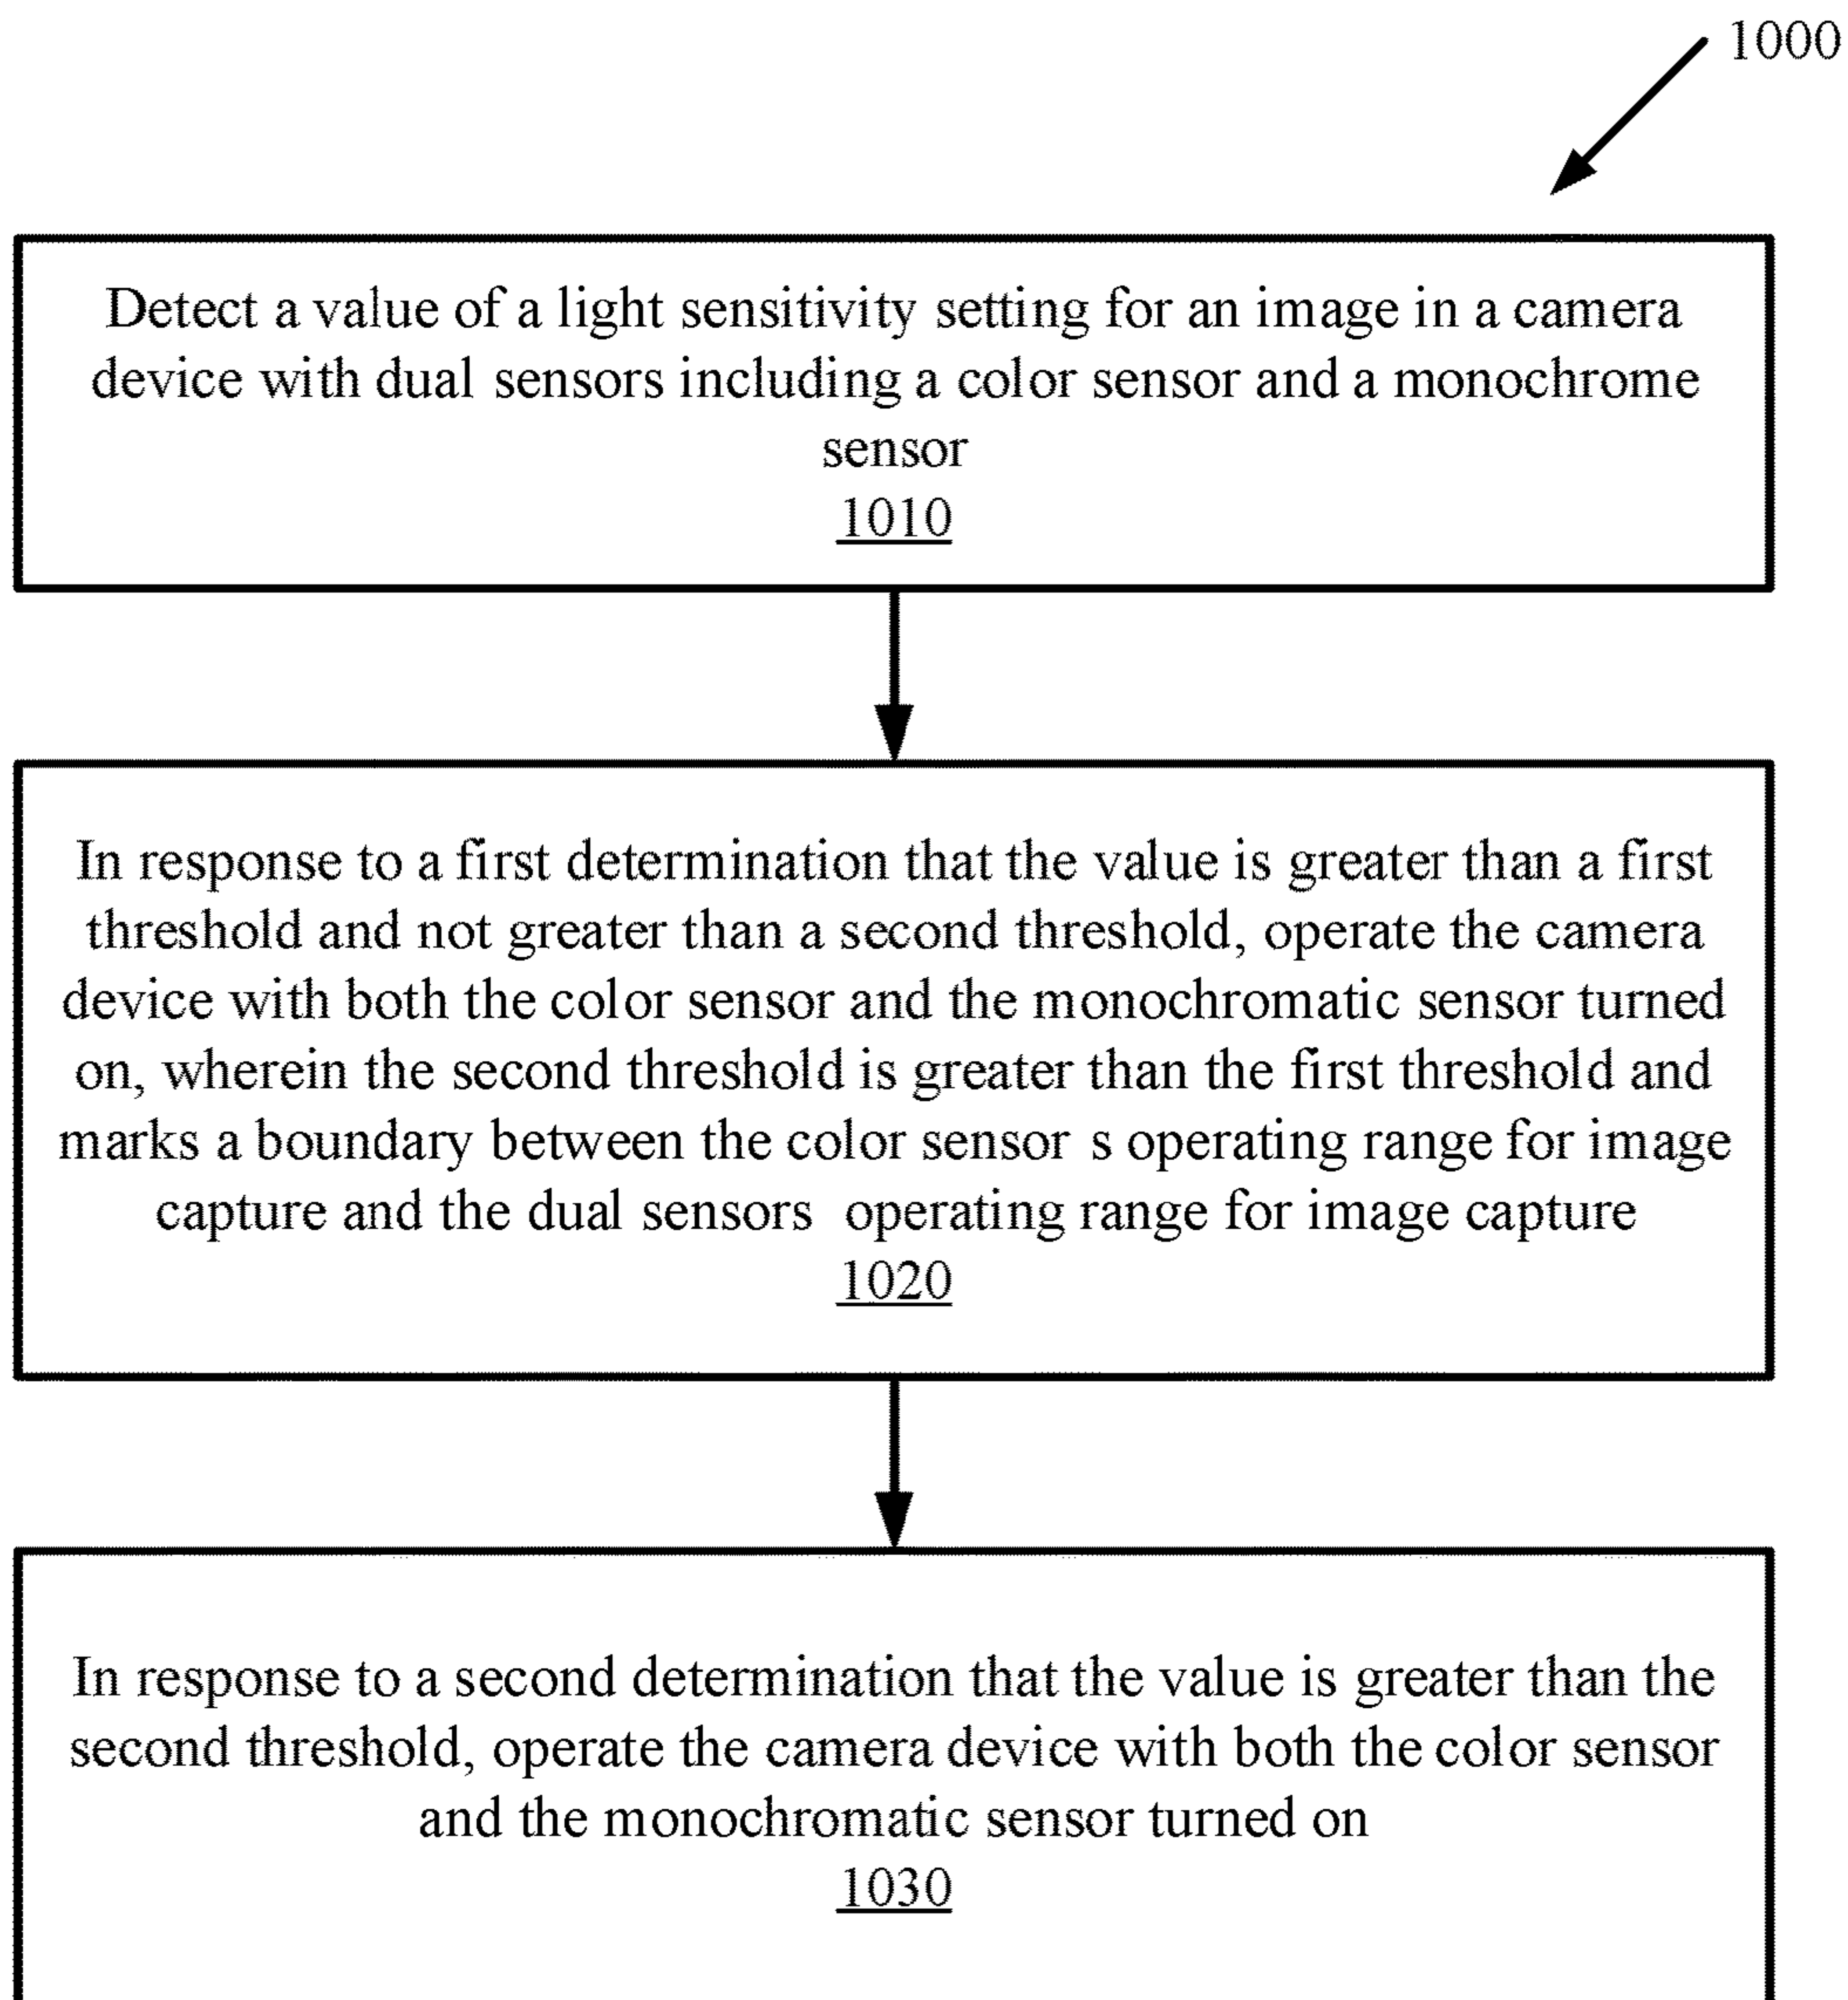 1000
Detect a value of a light sensitivity setting for an image in a camera
device with dual sensors including a color sensor and a monochrome
sensor
1010
In response to a first determination that the value is greater than a first
threshold and not greater than a second threshold, operate the camera
device with both the color sensor and the monochromatic sensor turned
on, wherein the second threshold is greater than the first threshold and
marks a boundary between the color sensor s operating range for image
capture and the dual sensors  operating range for image capture
1020
In response to a second determination that the value is greater than the
second threshold, operate the camera device with both the color sensor
and the monochromatic sensor turned on
1030